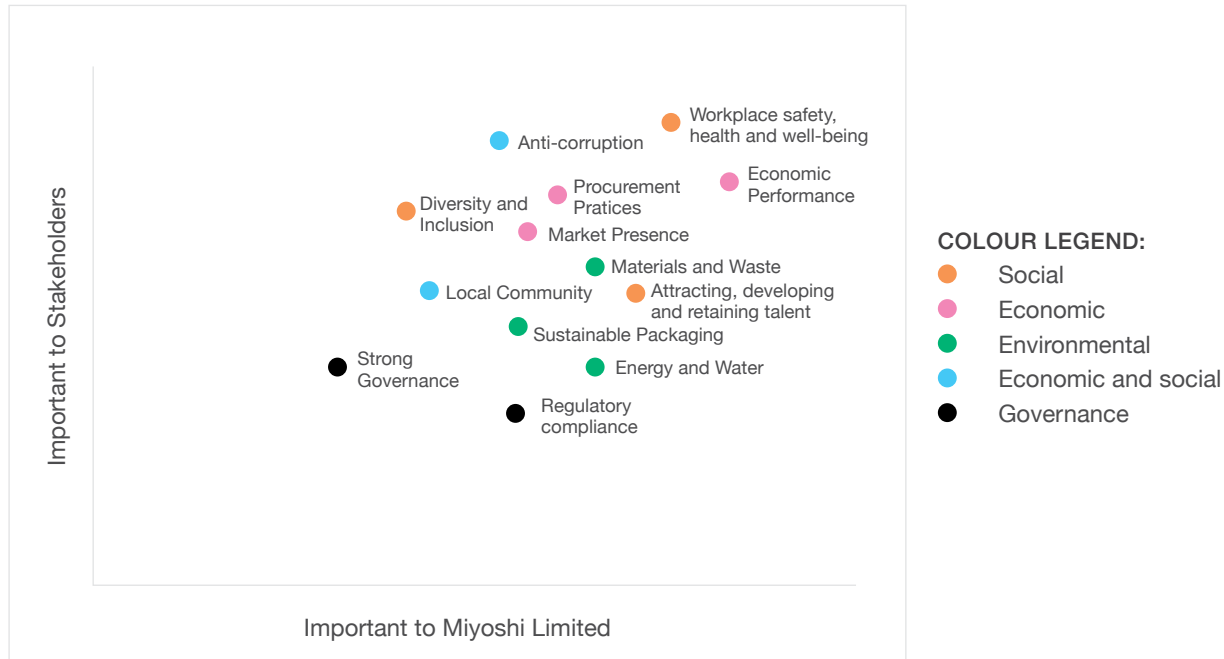 Important to Stakeholders
Workplace safety,
health and well-being
Anti-corruption
Economic
Performance
Procurement
Pratices
Diversity and
Inclusion
Market Presence
Materials and Waste
Local Community
Attracting, developing
and retaining talent
Sustainable Packaging
Strong
Governance
Energy and Water
Regulatory
compliance
Important to Miyoshi Limited
COLOUR LEGEND:
Social
Economic
Environmental
Economic and social
Governance